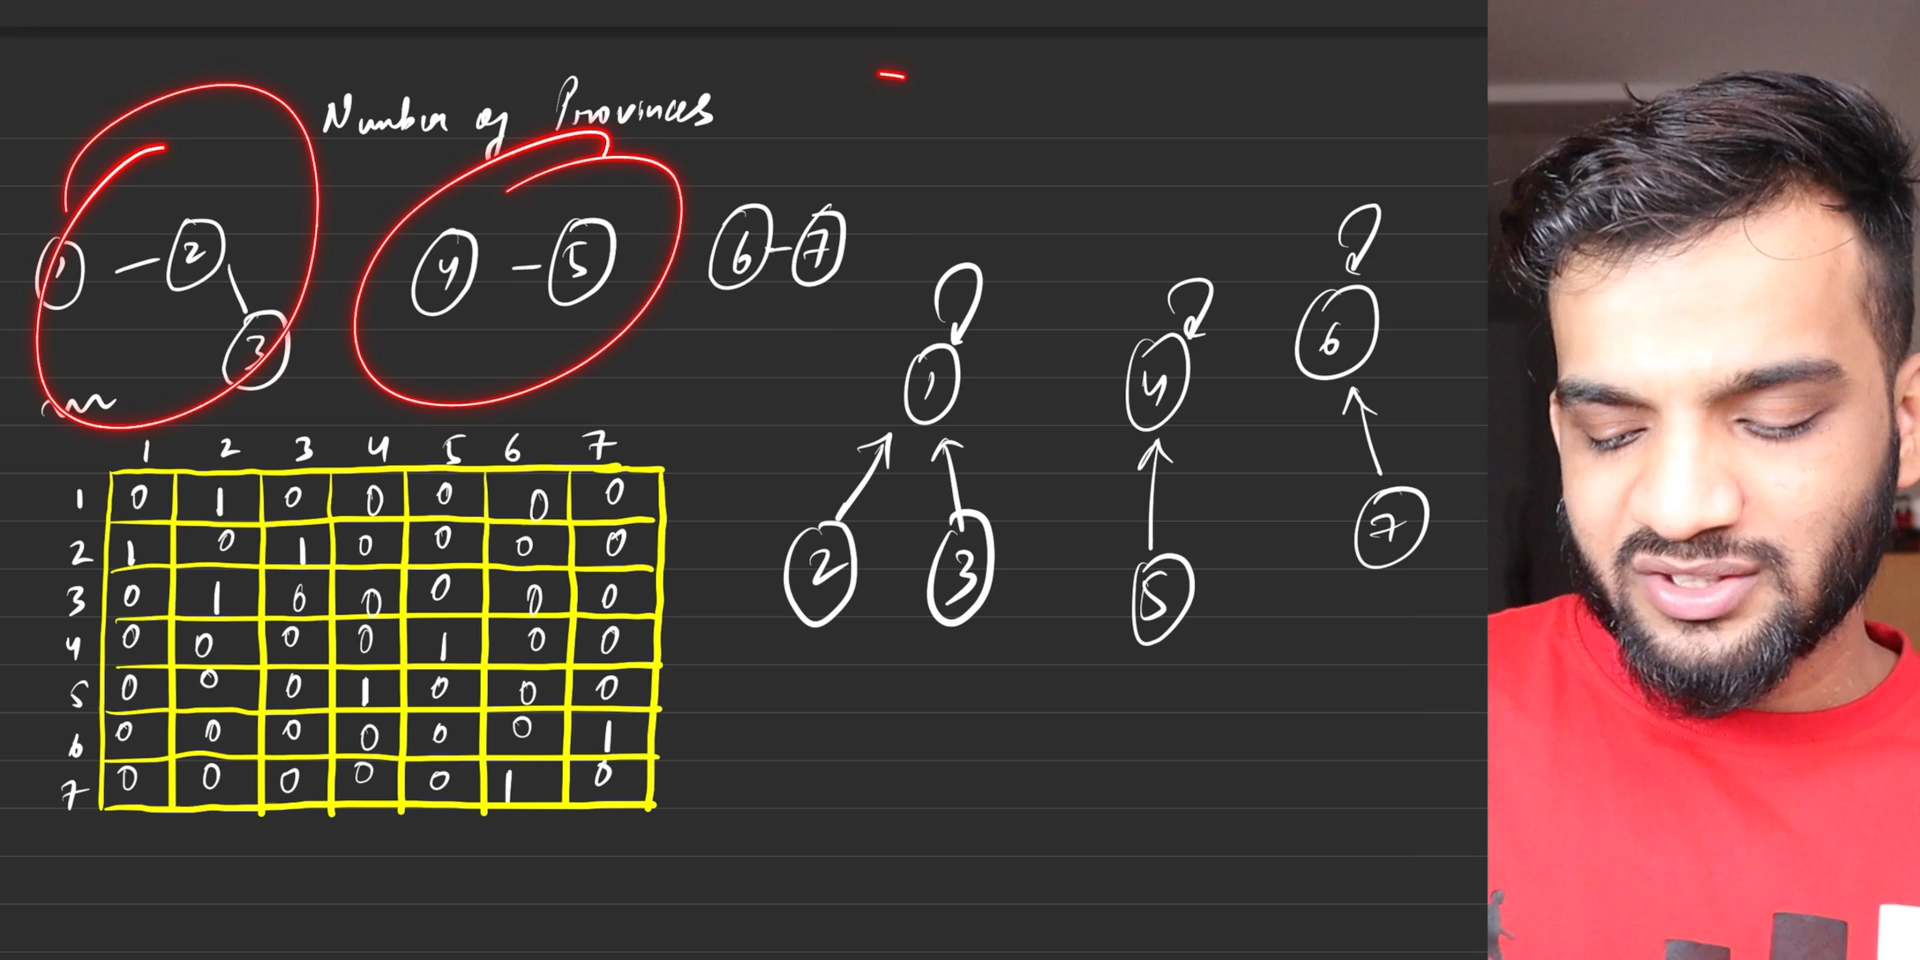 Number of Provinces
1 2 3
4 5
6 7
1 2 3 4 5 6 7
1 0 1 0 0 0 0 0
2 1 0 1 0 0 0 0
3 0 1 0 0 0 0 0
4 0 0 0 0 1 0 0
5 0 0 0 1 0 0 0
6 0 0 0 0 0 0 1
7 0 0 0 0 0 1 0
1 4 6
2 3 5 7